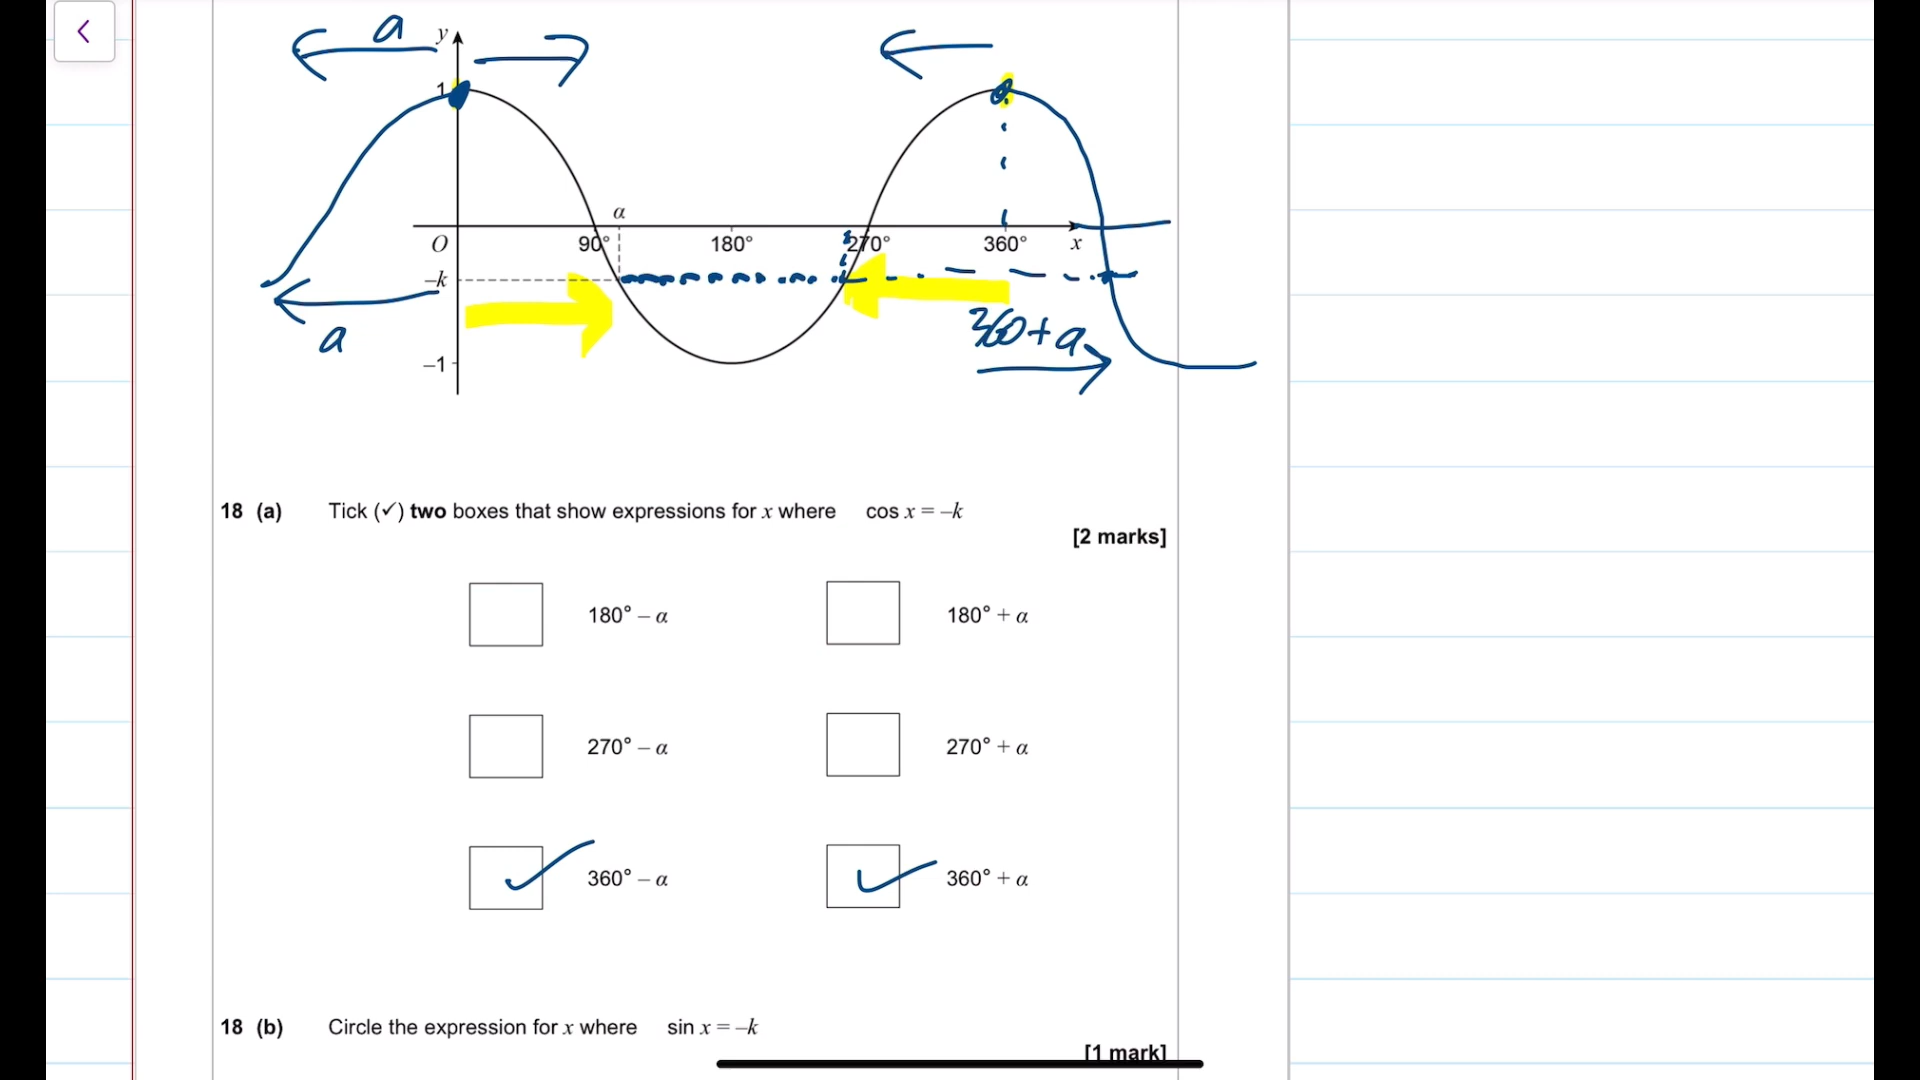 a
y
1
α
O 90° 180° 270° 360° x
–k
360+a
a
–1
18 (a) Tick (✓) two boxes that show expressions for x where cos x = –k
[2 marks]
180° – α 180° + α
270° – α 270° + α
360° – α 360° + α
18 (b) Circle the expression for x where sin x = –k
[1 mark]